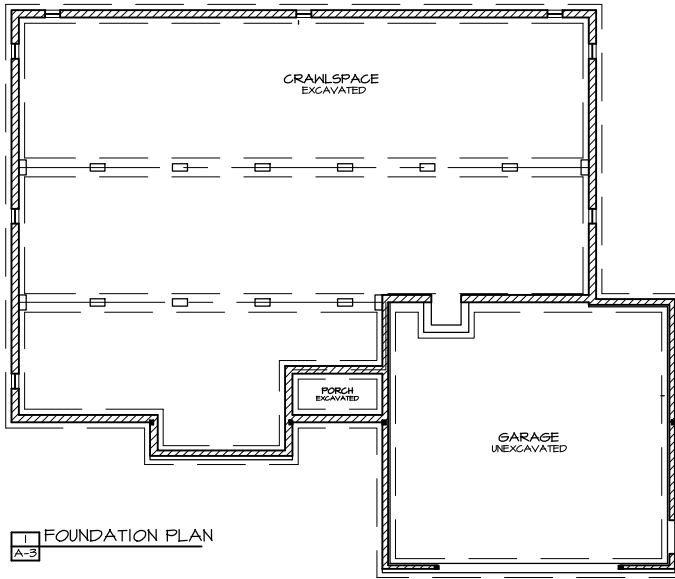 CRAWLSPACE
EXCAVATED
PORCH
EXCAVATED
GARAGE
UNEXCAVATED
1
FOUNDATION PLAN
A-3